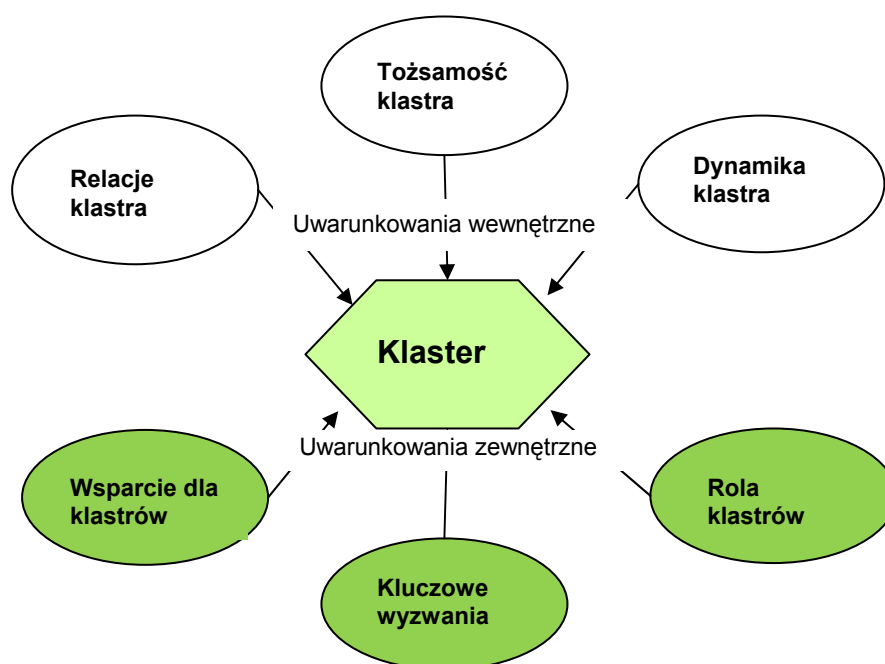 Tożsamość
klastra
Relacje
klastra
Dynamika
klastra
Uwarunkowania wewnętrzne
Klaster
Uwarunkowania zewnętrzne
Wsparcie dla
klastrów
Rola
klastrów
Kluczowe
wyzwania